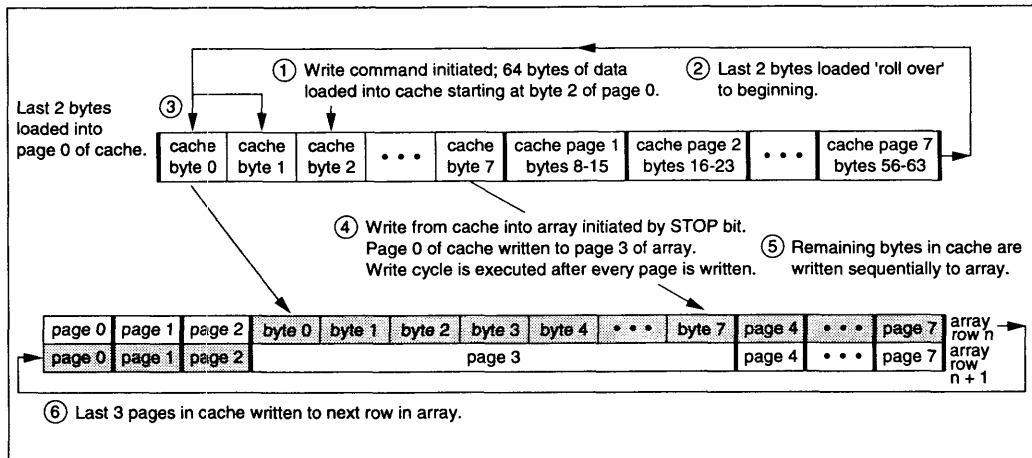 ① Write command initiated; 64 bytes of data
loaded into cache starting at byte 2 of page 0.
② Last 2 bytes loaded 'roll over'
to beginning.
Last 2 bytes
loaded into
page 0 of cache.
③
cache byte 0 cache byte 1 cache byte 2 • • • cache byte 7 cache page 1 bytes 8-15 cache page 2 bytes 16-23 • • • cache page 7 bytes 56-63
④ Write from cache into array initiated by STOP bit.
Page 0 of cache written to page 3 of array.
Write cycle is executed after every page is written.
⑤ Remaining bytes in cache are
written sequentially to array.
page 0 page 1 page 2 byte 0 byte 1 byte 2 byte 3 byte 4 • • • byte 7 page 4 • • • page 7 array row n
page 0 page 1 page 2 page 3 page 4 • • • page 7 array row n + 1
⑥ Last 3 pages in cache written to next row in array.